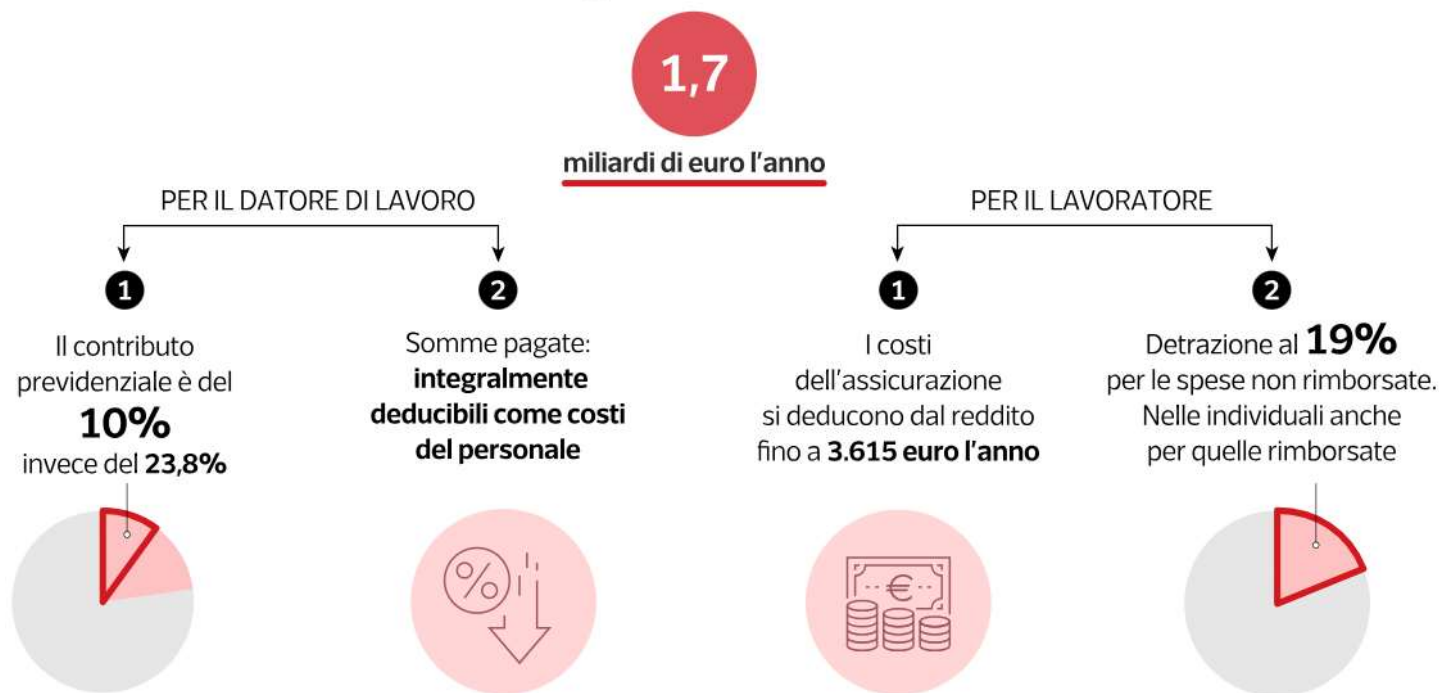 1,7
miliardi di euro l'anno
PER IL DATORE DI LAVORO
1
Il contributo
previdenziale è del
10%
invece del 23,8%
2
Somme pagate:
integralmente
deducibili come costi
del personale
%
PER IL LAVORATORE
1
I costi
dell'assicurazione
si deducono dal reddito
fino a 3.615 euro l'anno
€
2
Detrazione al 19%
per le spese non rimborsate.
Nelle individuali anche
per quelle rimborsate